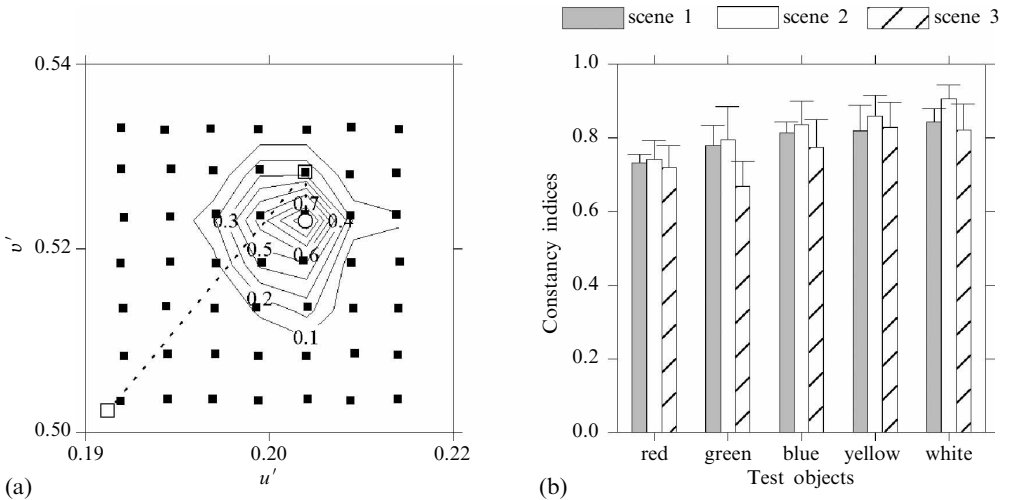 (a)
0.54
0.52
0.50
v'
0.19
0.20
0.22
u'
0.7
0.3
0.4
0.5
0.6
0.2
0.1
(b)
scene 1
scene 2
scene 3
1.0
0.8
0.6
0.4
0.2
0.0
Constancy indices
red
green
blue
yellow
white
Test objects